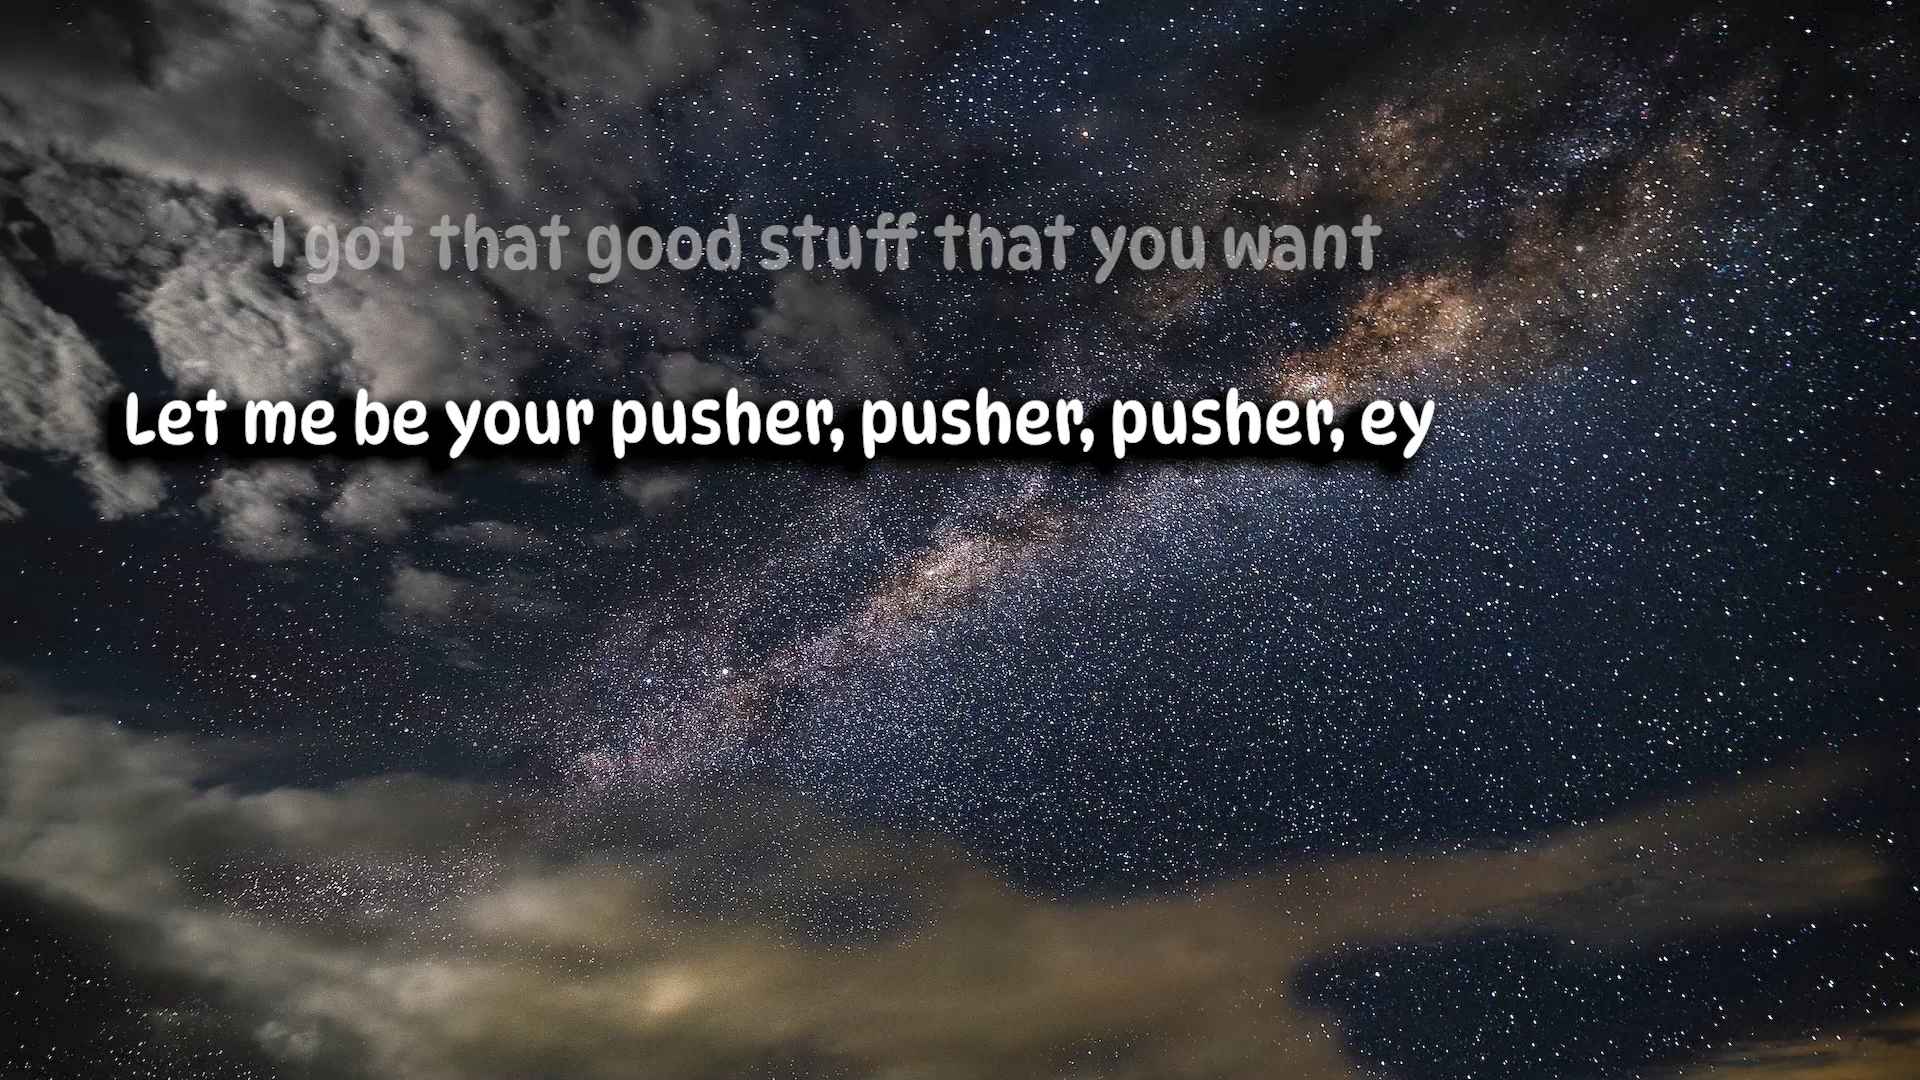 I got that good stuff that you want
Let me be your pusher, pusher, pusher, ey